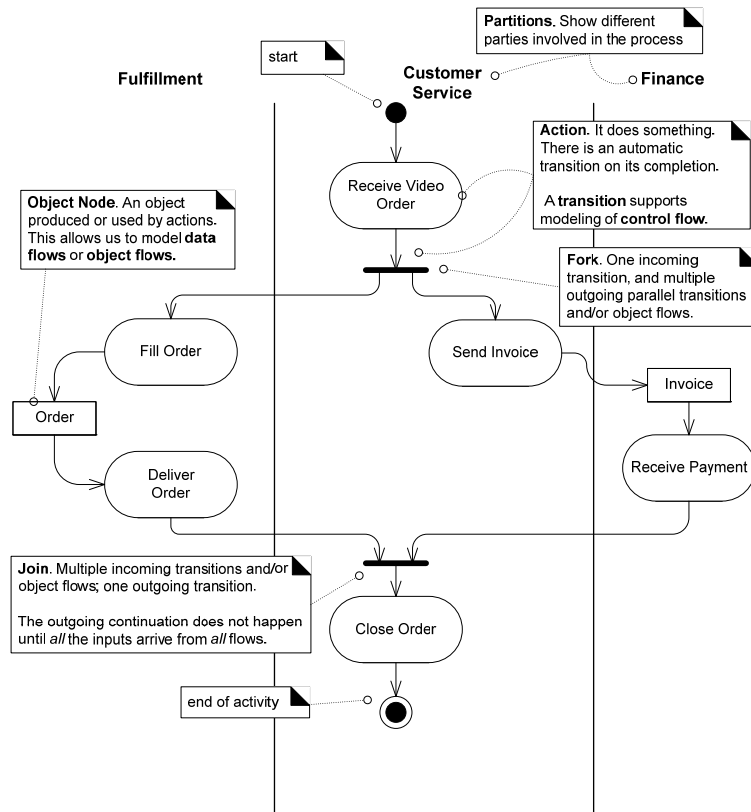 Partitions. Show different
parties involved in the process
start
Fulfillment
Customer
Service
Finance
Action. It does something.
There is an automatic
transition on its completion.
A transition supports
modeling of control flow.
Receive Video
Order
Object Node. An object
produced or used by actions.
This allows us to model data
flows or object flows.
Fork. One incoming
transition, and multiple
outgoing parallel transitions
and/or object flows.
Fill Order
Send Invoice
Invoice
Order
Deliver
Order
Receive Payment
Join. Multiple incoming transitions and/or
object flows; one outgoing transition.
The outgoing continuation does not happen
until all the inputs arrive from all flows.
Close Order
end of activity